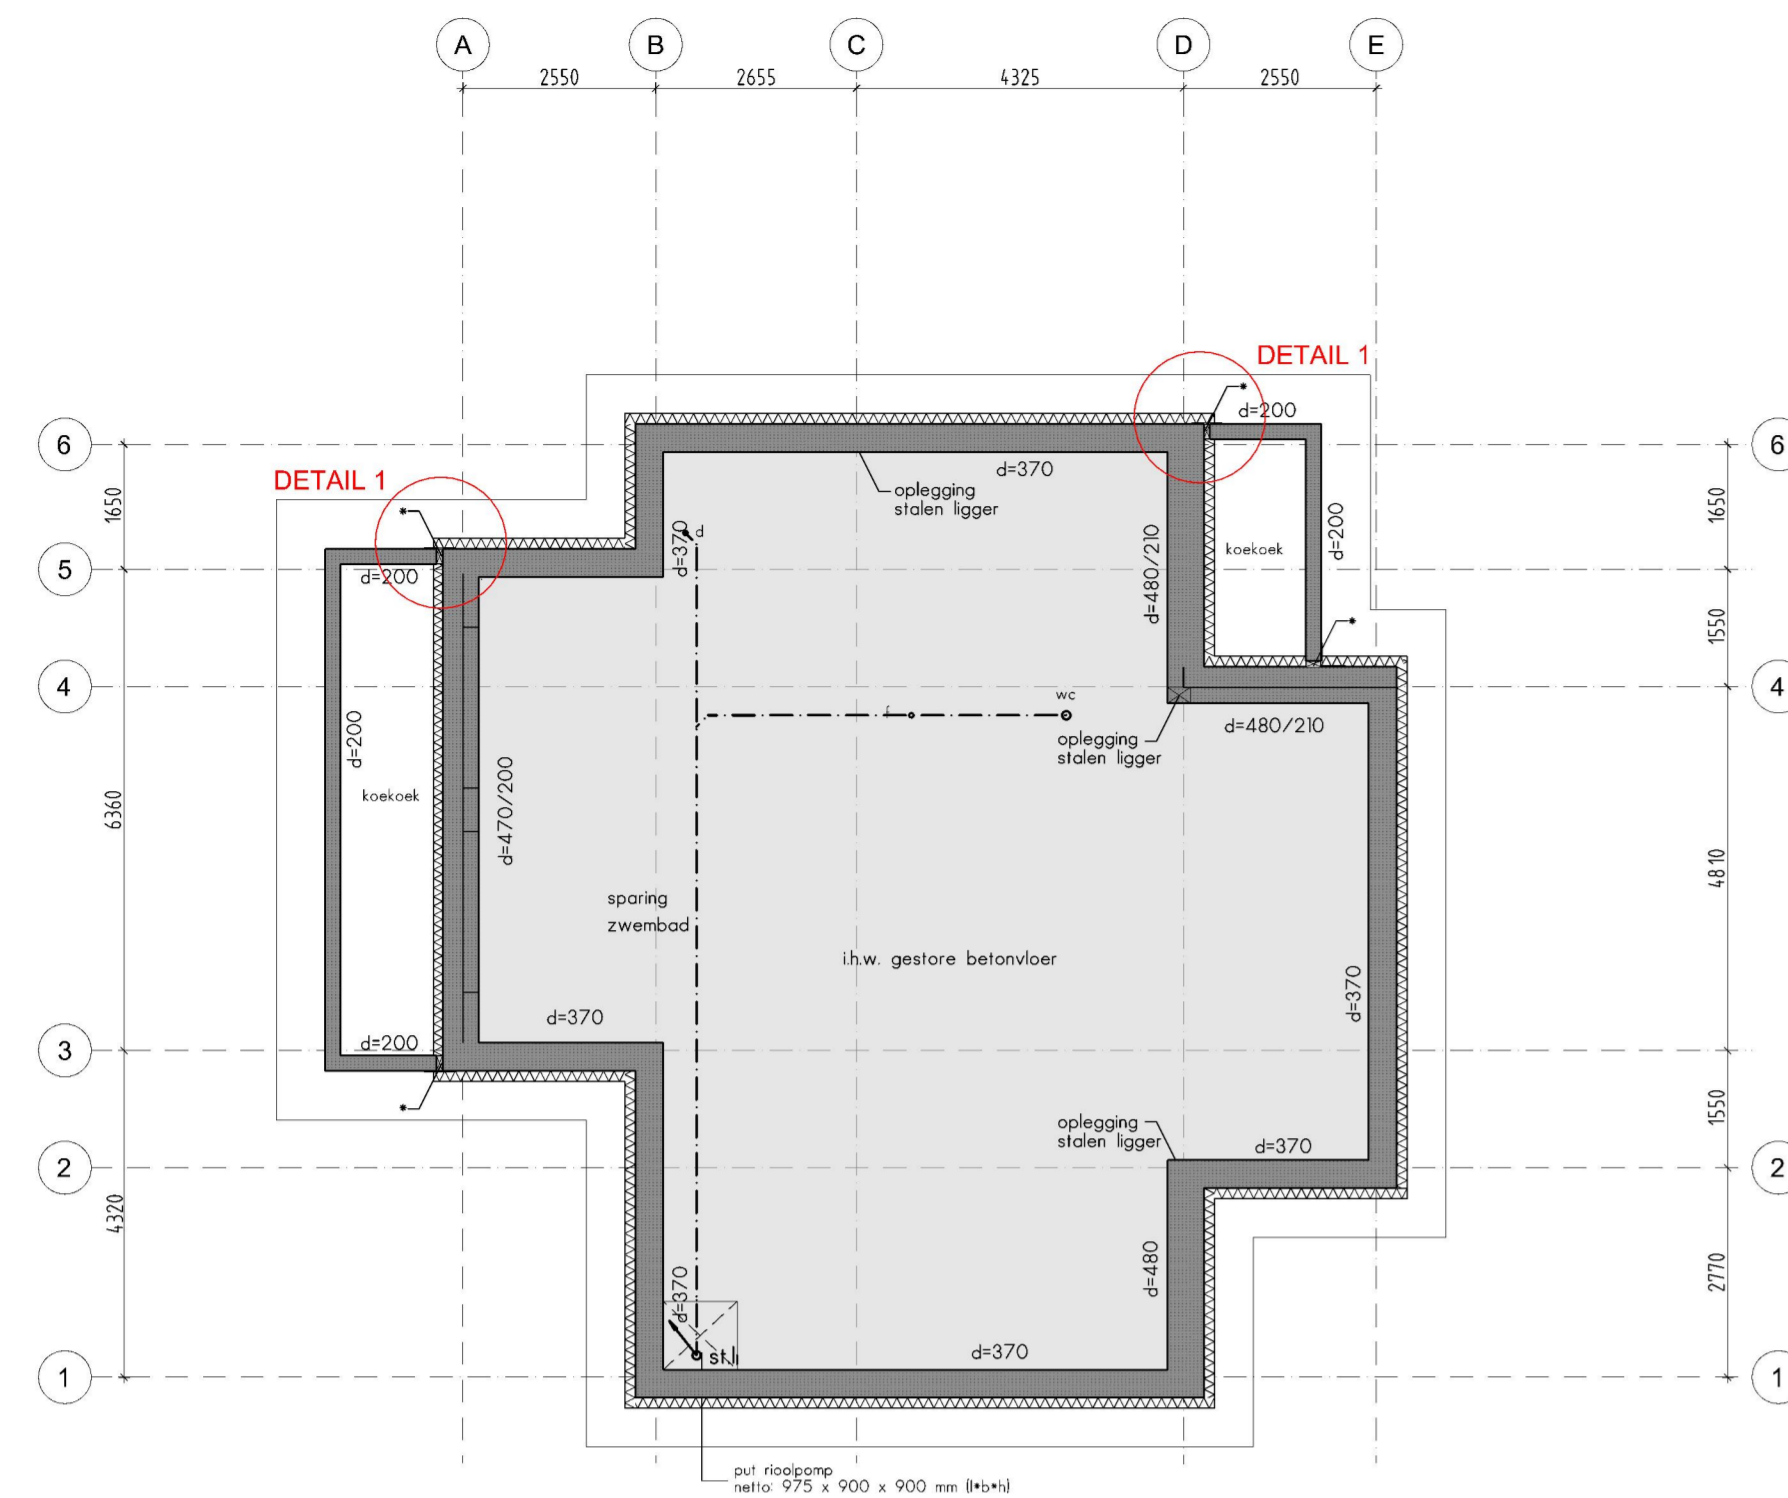 A B C D E
2550 2655 4325 2550
DETAIL 1
d=200
6 6
DETAIL 1
d=370
oplegging
stalen ligger
1650 1650
d=370
d
d=200
koekoek
5
d=200
d=480/210
1550
4 4
wc
f
d=200
oplegging
stalen ligger
d=480/210
koekoek
6360
d=470/200
4810
sparing
zwembad
i.h.w. gestore betonvloer
d=370
d=370
d=200
3
1550
oplegging
stalen ligger
d=370
2 2
4320
d=370
d=480
2770
d=370
1 1
put rioolpomp
netto: 975 x 900 x 900 mm (l*b*h)